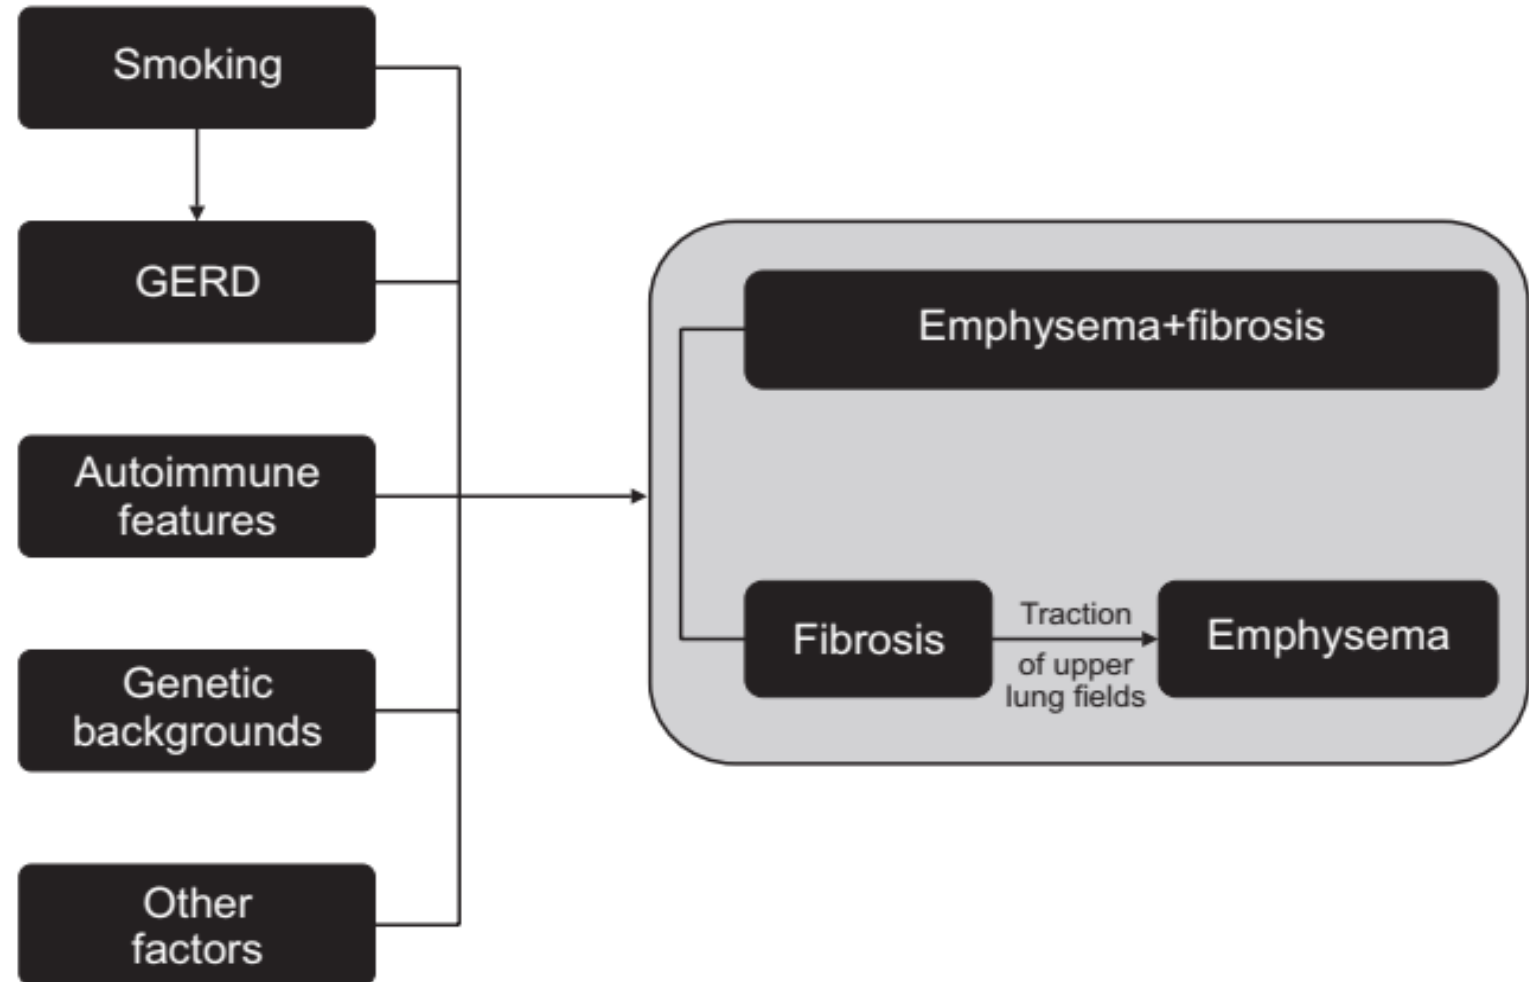 Smoking
GERD
Autoimmune
features
Genetic
backgrounds
Other
factors
Emphysema+fibrosis
Fibrosis
Traction
of upper
lung fields
Emphysema